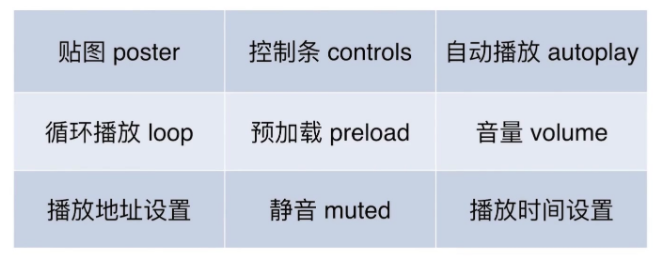 贴图 poster
控制条 controls
自动播放 autoplay
循环播放 loop
预加载 preload
音量 volume
播放地址设置
静音 muted
播放时间设置